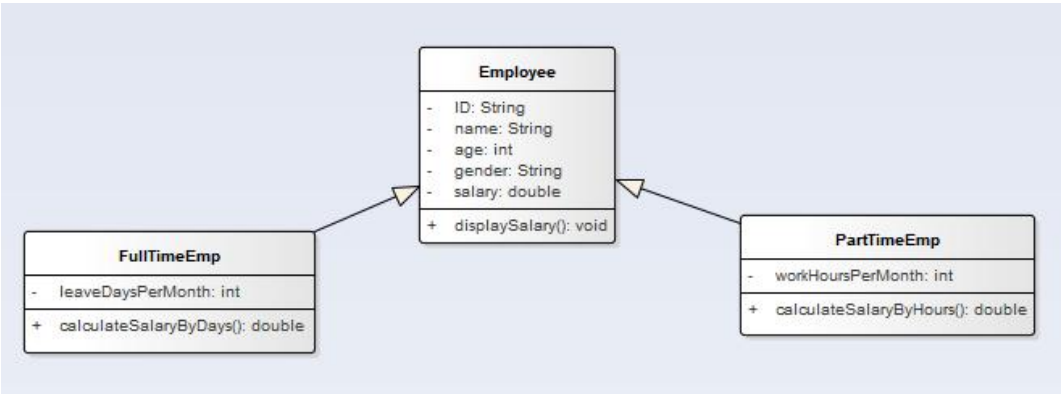 Employee
- ID: String
- name: String
- age: int
- gender: String
- salary: double
+ displaySalary(): void
FullTimeEmp
- leaveDaysPerMonth: int
+ calculateSalaryByDays(): double
PartTimeEmp
- workHoursPerMonth: int
+ calculateSalaryByHours(): double